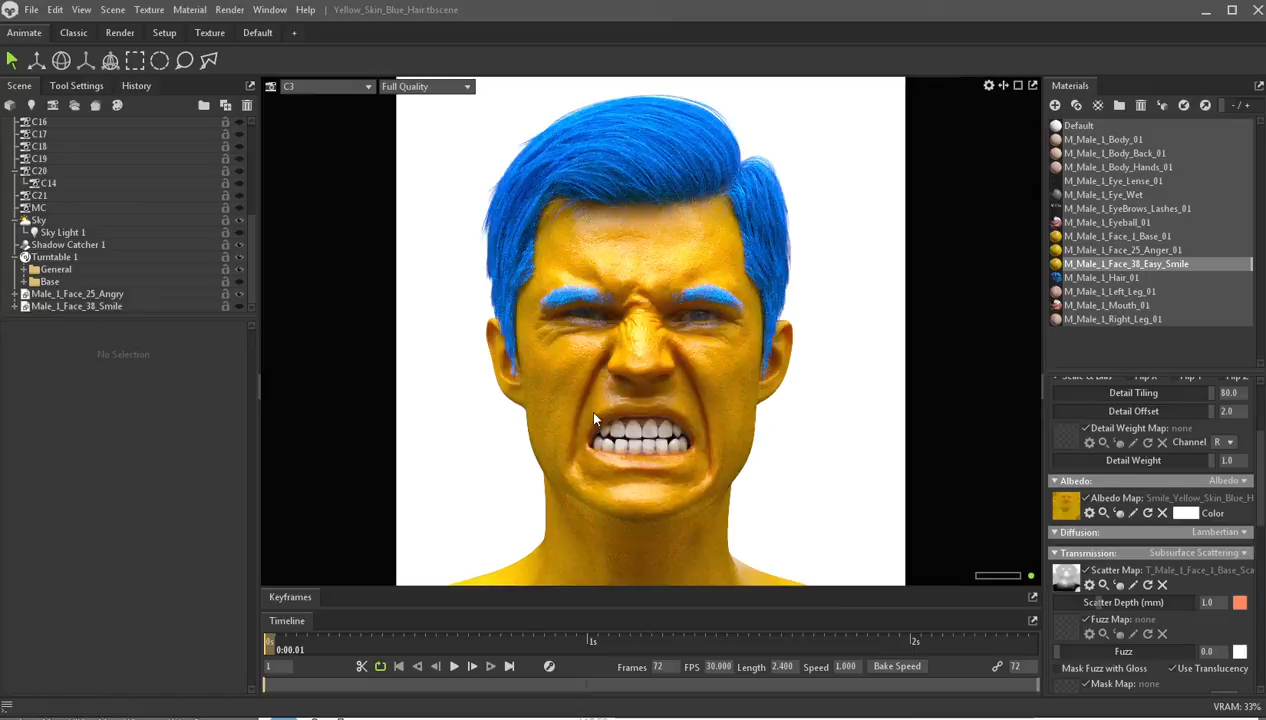 File Edit View Scene Texture Material Render Window Help | Yellow_Skin_Blue_Hair.tbscene
Animate Classic Render Setup Texture Default +
Scene Tool Settings History
C3 Full Quality
Materials
- / +
C16
C17
C18
C19
C20
C14
C21
MC
Sky
Sky Light 1
Shadow Catcher 1
Turntable 1
General
Base
Male_1_Face_25_Angry
Male_1_Face_38_Smile
No Selection
Default
M_Male_1_Body_01
M_Male_1_Body_Back_01
M_Male_1_Body_Hands_01
M_Male_1_Eye_Lense_01
M_Male_1_Eye_Wet
M_Male_1_EyeBrows_Lashes_01
M_Male_1_Eyeball_01
M_Male_1_Face_1_Base_01
M_Male_1_Face_25_Anger_01
M_Male_1_Face_38_Easy_Smile
M_Male_1_Hair_01
M_Male_1_Left_Leg_01
M_Male_1_Mouth_01
M_Male_1_Right_Leg_01
Detail Tiling 80.0
Detail Offset 2.0
Detail Weight Map: none
Channel R
Detail Weight 1.0
Albedo: Albedo
Albedo Map: Smile_Yellow_Skin_Blue_H
Color
Diffusion: Lambertian
Transmission: Subsurface Scattering
Scatter Map: T_Male_1_Face_1_Base_Sca
Scatter Depth (mm) 1.0
Fuzz Map: none
Fuzz 0.0
Mask Fuzz with Gloss Use Translucency
Mask Map: none
Keyframes
Timeline
0s 1s 2s
0:00.01
1 Frames 72 FPS 30.000 Length 2.400 Speed 1.000 Bake Speed 72
VRAM: 33%